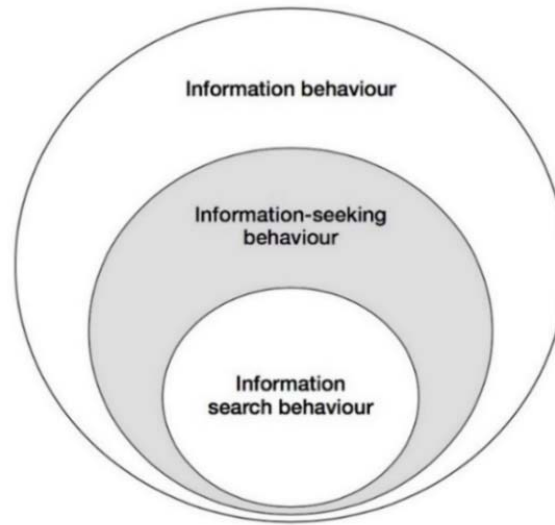 Information behaviour
Information-seeking
behaviour
Information
search behaviour